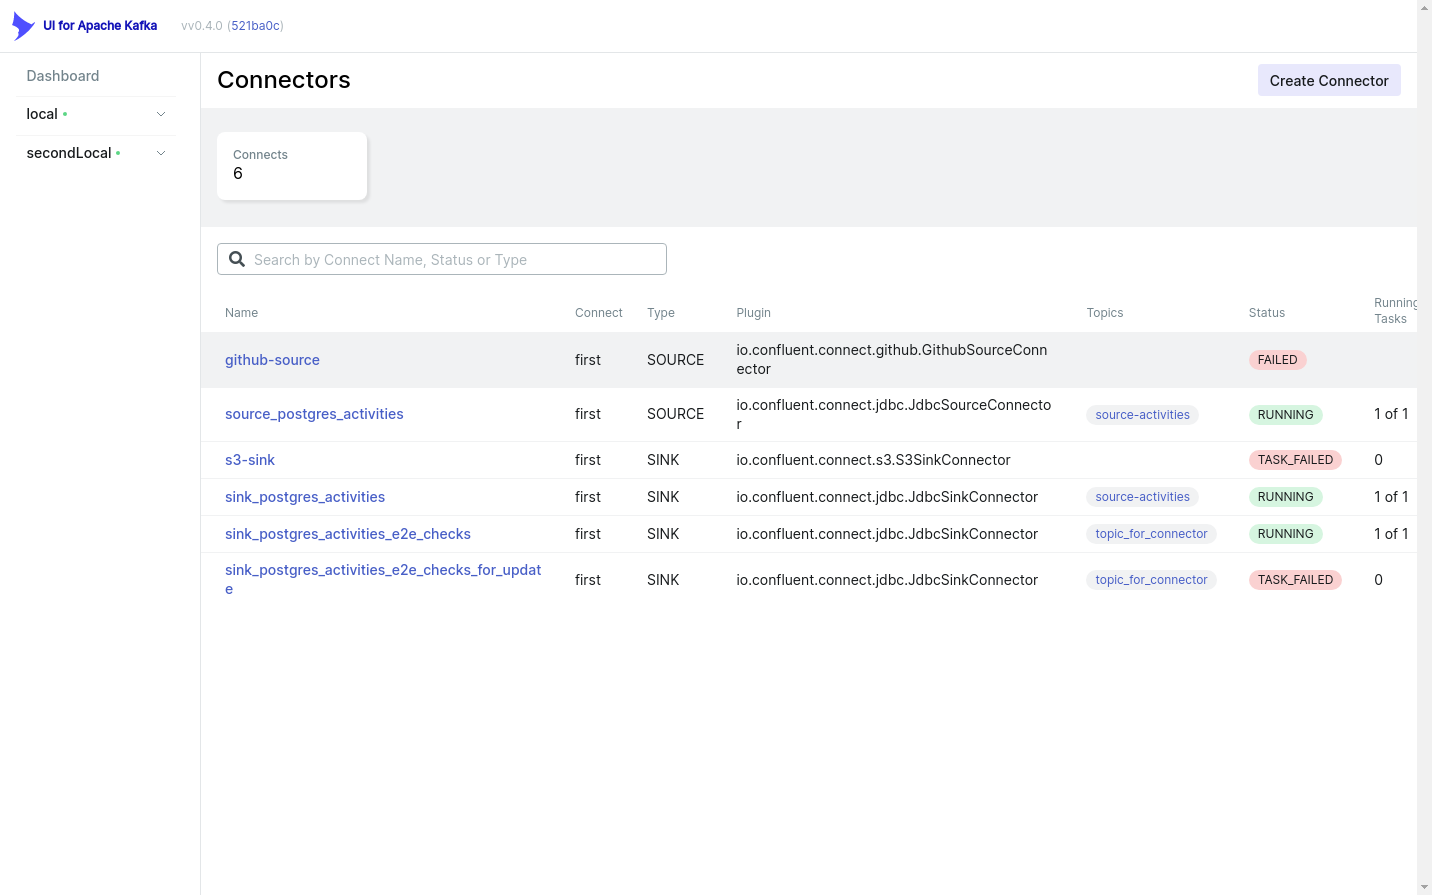 UI for Apache Kafka vv0.4.0 (521ba0c)
Dashboard
local
secondLocal
Connectors
Create Connector
Connects
6
Search by Connect Name, Status or Type
Name Connect Type Plugin Topics Status Running
Tasks
github-source first SOURCE io.confluent.connect.github.GithubSourceConn
ector FAILED
source_postgres_activities first SOURCE io.confluent.connect.jdbc.JdbcSourceConnecto
r source-activities RUNNING 1 of 1
s3-sink first SINK io.confluent.connect.s3.S3SinkConnector TASK_FAILED 0
sink_postgres_activities first SINK io.confluent.connect.jdbc.JdbcSinkConnector source-activities RUNNING 1 of 1
sink_postgres_activities_e2e_checks first SINK io.confluent.connect.jdbc.JdbcSinkConnector topic_for_connector RUNNING 1 of 1
sink_postgres_activities_e2e_checks_for_updat
e first SINK io.confluent.connect.jdbc.JdbcSinkConnector topic_for_connector TASK_FAILED 0